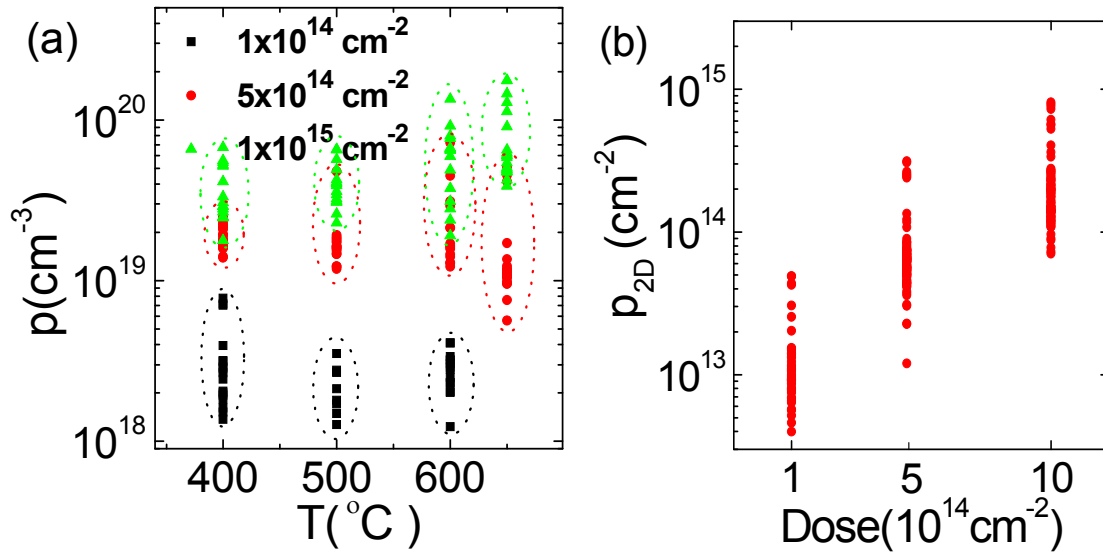 (a)
1x10^14 cm^-2
5x10^14 cm^-2
1x10^15 cm^-2
10^20
10^19
10^18
p(cm^-3)
400 500 600
T(°C )
(b)
10^15
10^14
10^13
p_2D (cm^-2)
1 5 10
Dose(10^14cm^-2)